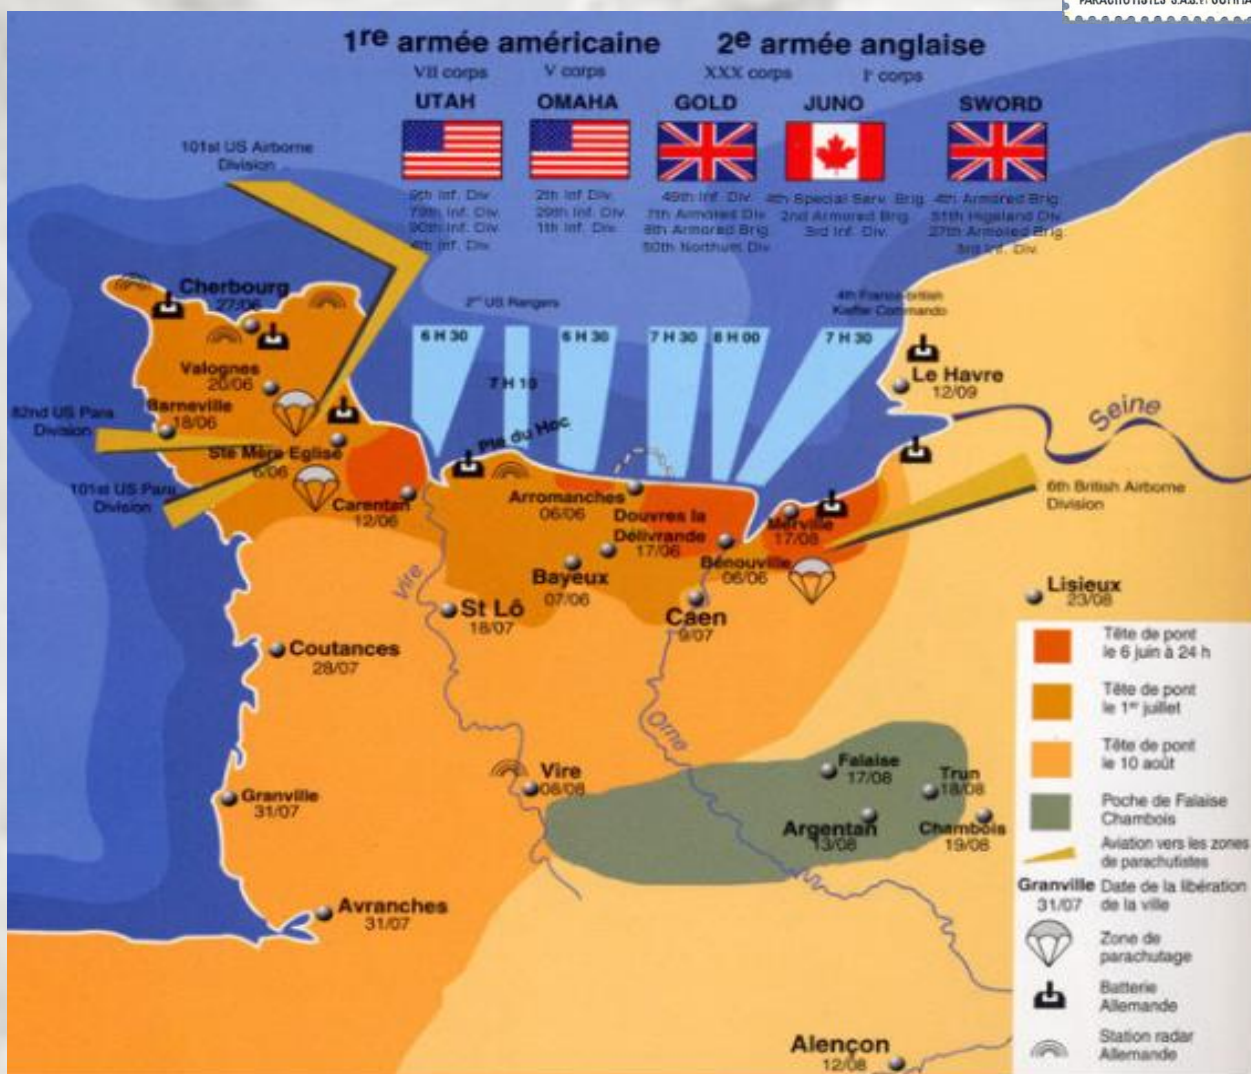 PARACHUTISTES S.A.S.
1re armée américaine
2e armée anglaise
VII corps
V corps
XXX corps
Ir corps
UTAH
OMAHA
GOLD
JUNO
SWORD
101st US Airborne
Division
9th Inf. Div.
79th Inf. Div.
90th Inf. Div.
4th Inf. Div.
2th Inf Div.
29th Inf. Div.
1th Inf. Div.
49th Inf. Div.
7th Armored Div
8th Armored Brig.
50th Northum Div
4th Special Serv. Brig.
2nd Armored Brig.
3rd Inf. Div.
4th Armored Brig.
51th Higeland Div.
27th Armored Brig.
3rd Inf. Div.
2nd US Rangers
4th France-british
Kieffer Commando
6 H 30
7 H 10
6 H 30
7 H 30
8 H 00
7 H 30
Cherbourg
27/06
Valognes
20/06
Barneville
18/06
82nd US Para
Division
Ste Mère Eglise
6/06
101st US Para
Division
Carentan
12/06
Pte du Hoc
Arromanches
06/06
Douvres la
Délivrande
17/06
Bayeux
07/06
Bénouville
06/06
Merville
17/08
Le Havre
12/09
Seine
6th British Airborne
Division
Vire
St Lô
18/07
Caen
9/07
Lisieux
23/08
Coutances
28/07
Orne
Vire
08/08
Falaise
17/08
Trun
18/08
Argentan
13/08
Chambois
19/08
Granville
31/07
Avranches
31/07
Alençon
12/08
Tête de pont
le 6 juin à 24 h
Tête de pont
le 1er juillet
Tête de pont
le 10 août
Poche de Falaise
Chambois
Aviation vers les zones
de parachutistes
Granville
31/07
Date de la libération
de la ville
Zone de
parachutage
Batterie
Allemande
Station radar
Allemande